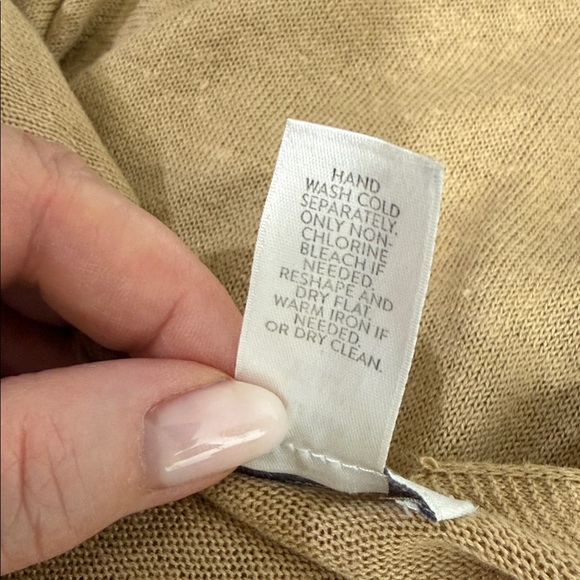 HAND
WASH COLD
SEPARATELY.
ONLY NON-
CHLORINE
BLEACH IF
NEEDED.
RESHAPE AND
DRY FLAT.
WARM IRON IF
NEEDED
OR DRY CLEAN.